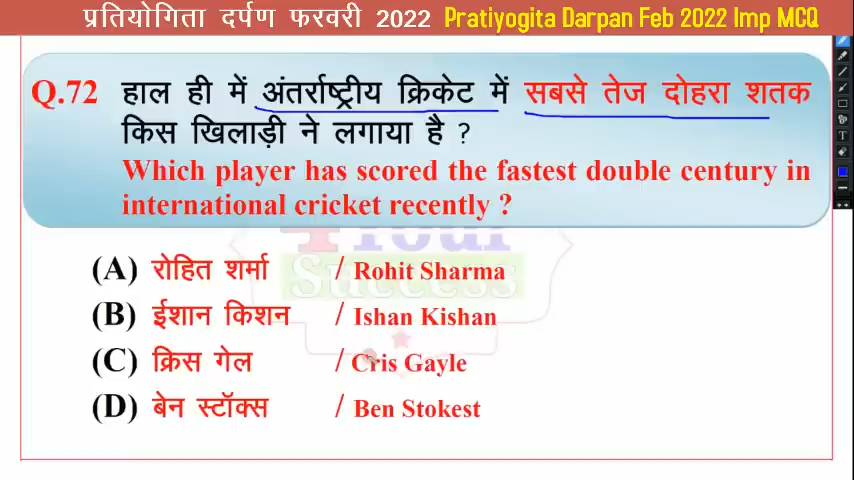 प्रतियोगिता दर्पण फरवरी 2022 Pratiyogita Darpan Feb 2022 Imp MCQ
Q.72 हाल ही में अंतर्राष्ट्रीय क्रिकेट में सबसे तेज दोहरा शतक
किस खिलाड़ी ने लगाया है ?
Which player has scored the fastest double century in
international cricket recently ?
Your
Success
(A) रोहित शर्मा / Rohit Sharma
(B) ईशान किशन / Ishan Kishan
(C) क्रिस गेल / Cris Gayle
(D) बेन स्टॉक्स / Ben Stokest